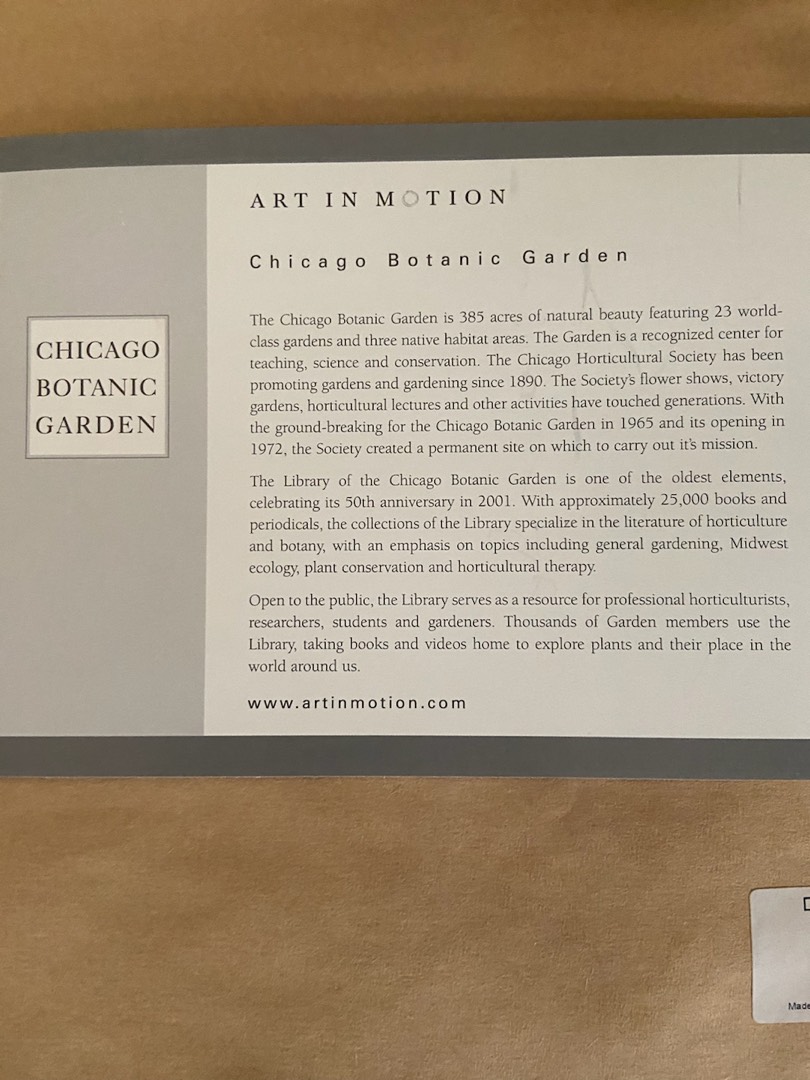 CHICAGO
BOTANIC
GARDEN
ART IN MOTION
Chicago Botanic Garden
The Chicago Botanic Garden is 385 acres of natural beauty featuring 23 world-
class gardens and three native habitat areas. The Garden is a recognized center for
teaching, science and conservation. The Chicago Horticultural Society has been
promoting gardens and gardening since 1890. The Society's flower shows, victory
gardens, horticultural lectures and other activities have touched generations. With
the ground-breaking for the Chicago Botanic Garden in 1965 and its opening in
1972, the Society created a permanent site on which to carry out it's mission.
The Library of the Chicago Botanic Garden is one of the oldest elements,
celebrating its 50th anniversary in 2001. With approximately 25,000 books and
periodicals, the collections of the Library specialize in the literature of horticulture
and botany, with an emphasis on topics including general gardening, Midwest
ecology, plant conservation and horticultural therapy.
Open to the public, the Library serves as a resource for professional horticulturists,
researchers, students and gardeners. Thousands of Garden members use the
Library, taking books and videos home to explore plants and their place in the
world around us.
www.artinmotion.com
Made